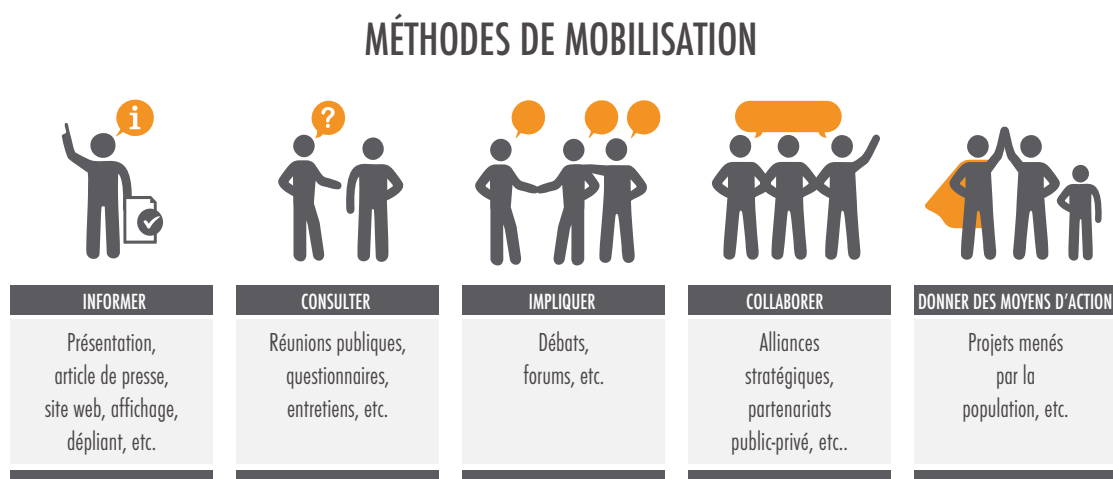 MÉTHODES DE MOBILISATION
i
?
INFORMER
Présentation,
article de presse,
site web, affichage,
dépliant, etc.
CONSULTER
Réunions publiques,
questionnaires,
entretiens, etc.
IMPLIQUER
Débats,
forums, etc.
COLLABORER
Alliances
stratégiques,
partenariats
public-privé, etc..
DONNER DES MOYENS D'ACTION
Projets menés
par la
population, etc.